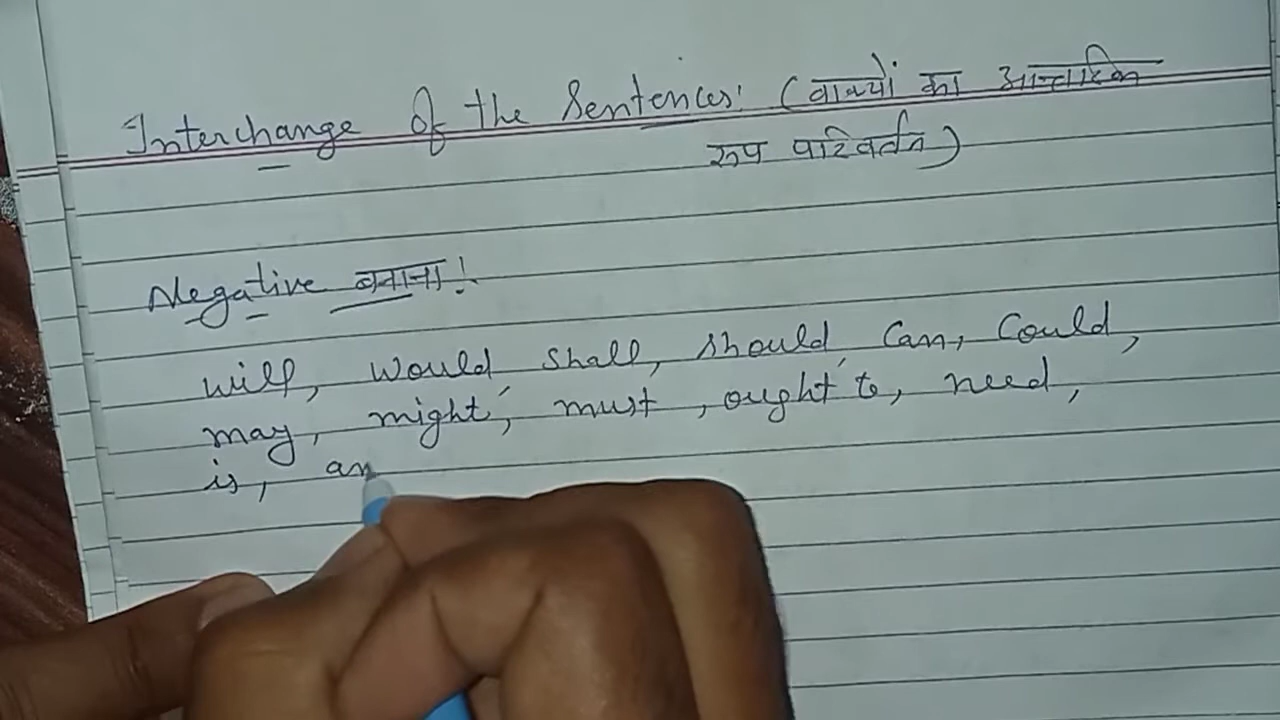 Interchange of the Sentences: (वाक्यों का आन्तरिक
रूप परिवर्तन)
Negative बनाना!
will, would, shall, should, Can, Could,
may, might, must, ought to, need,
is, am